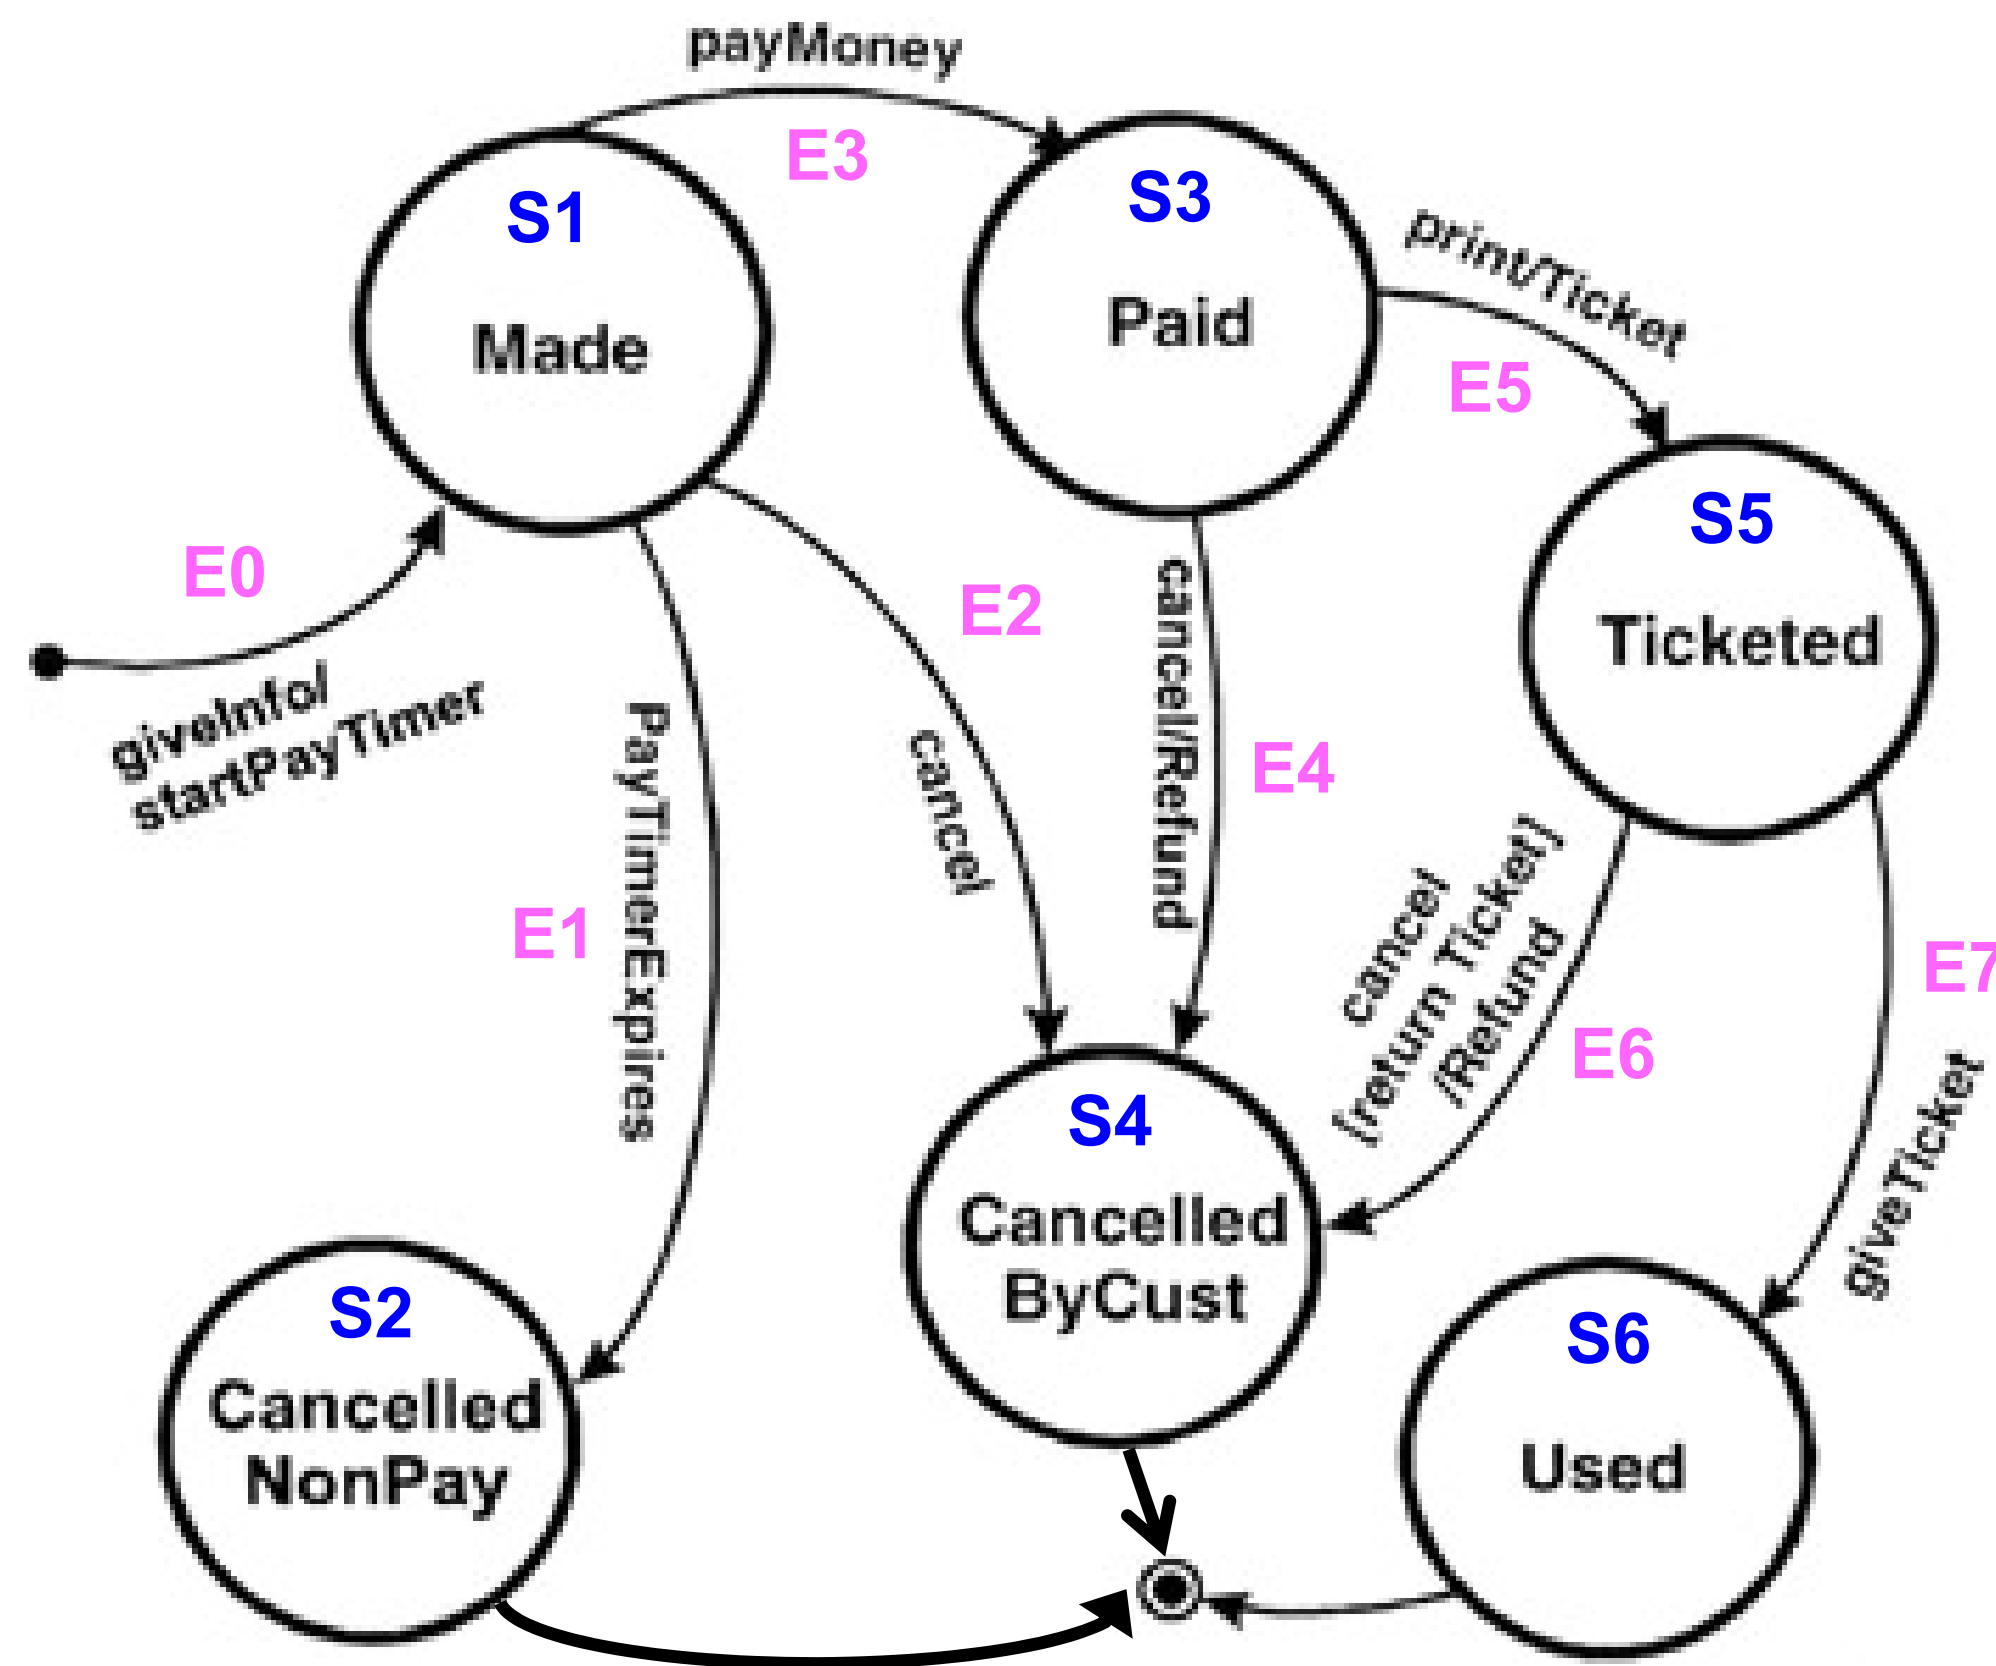 payMoney
E3
S1
Made
S3
Paid
print/Ticket
E5
E0
giveInfo/
startPayTimer
E2
cancel
PayTimerExpires
E1
cancel/Refund
E4
S5
Ticketed
cancel
[return Ticket]
/Refund
E6
E7
giveTicket
S4
Cancelled
ByCust
S2
Cancelled
NonPay
S6
Used